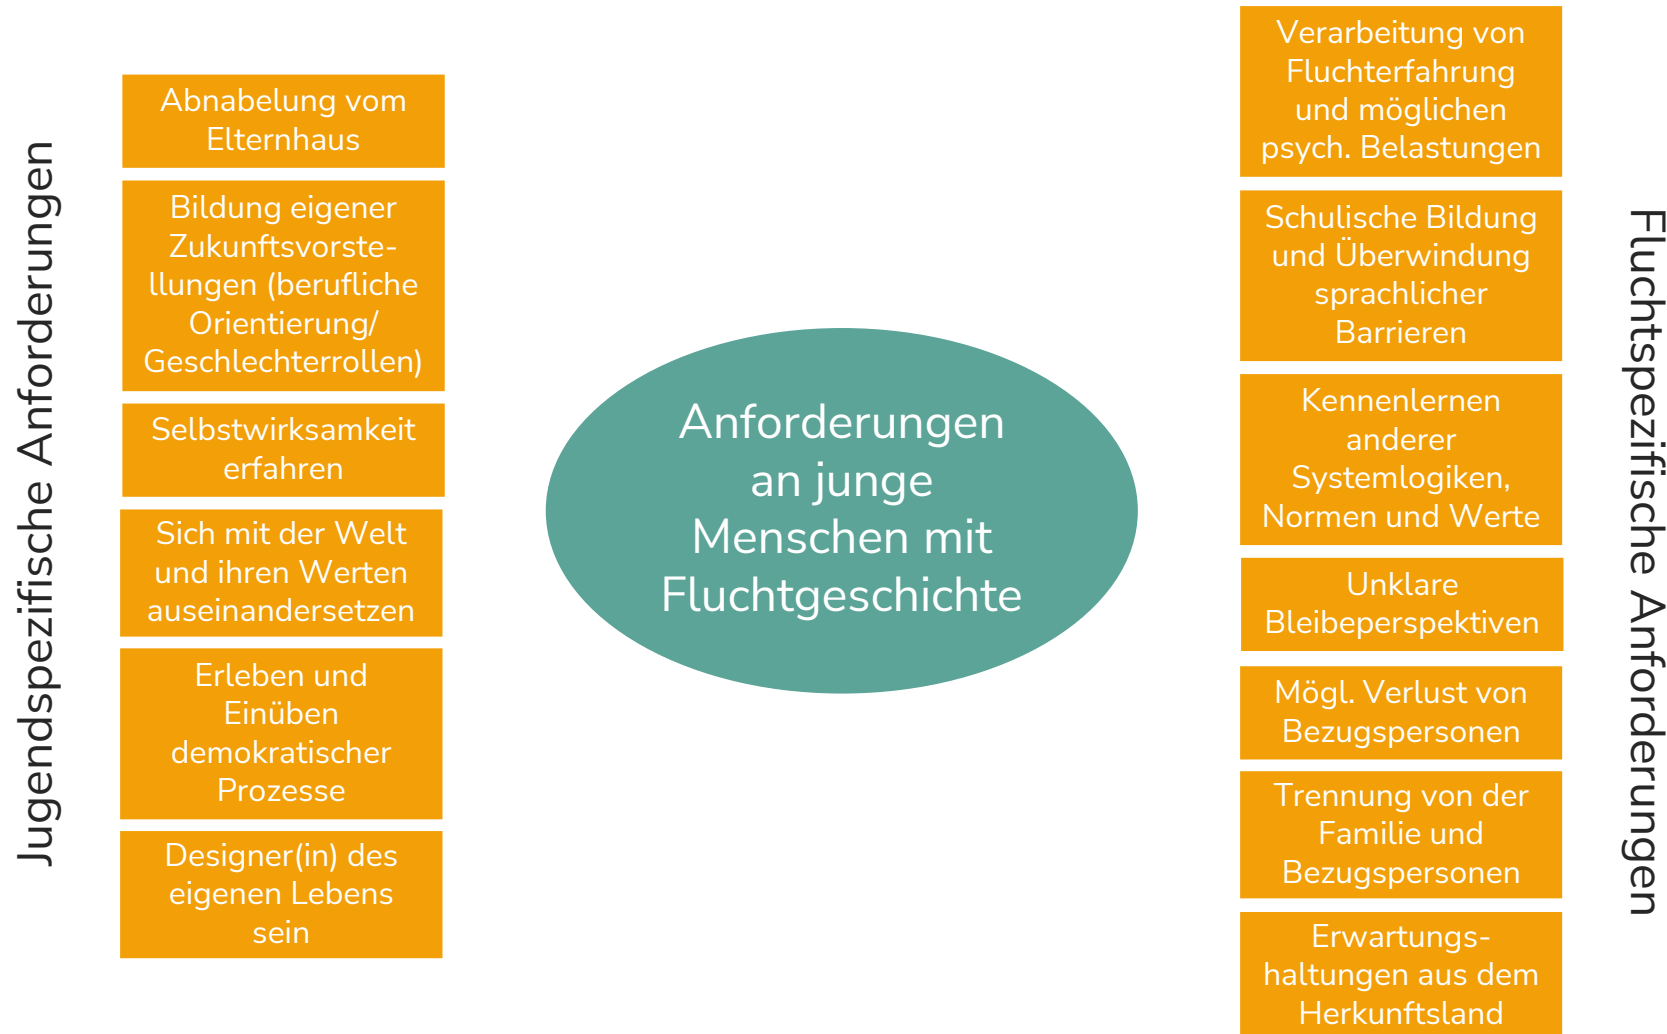 Jugendspezifische Anforderungen
Abnabelung vom
Elternhaus
Bildung eigener
Zukunftsvorste-
llungen (berufliche
Orientierung/
Geschlechterrollen)
Selbstwirksamkeit
erfahren
Sich mit der Welt
und ihren Werten
auseinandersetzen
Erleben und
Einüben
demokratischer
Prozesse
Designer(in) des
eigenen Lebens
sein
Anforderungen
an junge
Menschen mit
Fluchtgeschichte
Verarbeitung von
Fluchterfahrung
und möglichen
psych. Belastungen
Schulische Bildung
und Überwindung
sprachlicher
Barrieren
Kennenlernen
anderer
Systemlogiken,
Normen und Werte
Unklare
Bleibeperspektiven
Mögl. Verlust von
Bezugspersonen
Trennung von der
Familie und
Bezugspersonen
Erwartungs-
haltungen aus dem
Herkunftsland
Fluchtspezifische Anforderungen